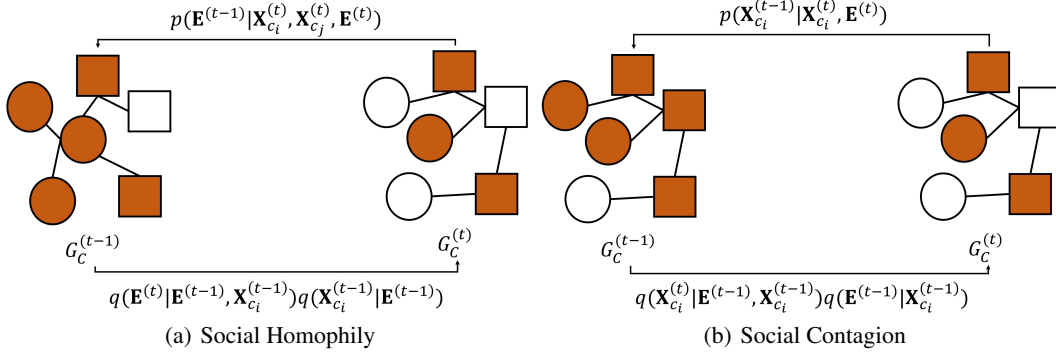 p(𝐄^{(t−1)}|𝐗_{c_i}^{(t)}, 𝐗_{c_j}^{(t)}, 𝐄^{(t)})
G_C^{(t−1)}
G_C^{(t)}
q(𝐄^{(t)}|𝐄^{(t−1)}, 𝐗_{c_i}^{(t−1)})q(𝐗_{c_i}^{(t−1)}|𝐄^{(t−1)})
(a) Social Homophily
p(𝐗_{c_i}^{(t−1)}|𝐗_{c_i}^{(t)}, 𝐄^{(t)})
G_C^{(t−1)}
G_C^{(t)}
q(𝐗_{c_i}^{(t)}|𝐄^{(t−1)}, 𝐗_{c_i}^{(t−1)})q(𝐄^{(t−1)}|𝐗_{c_i}^{(t−1)})
(b) Social Contagion